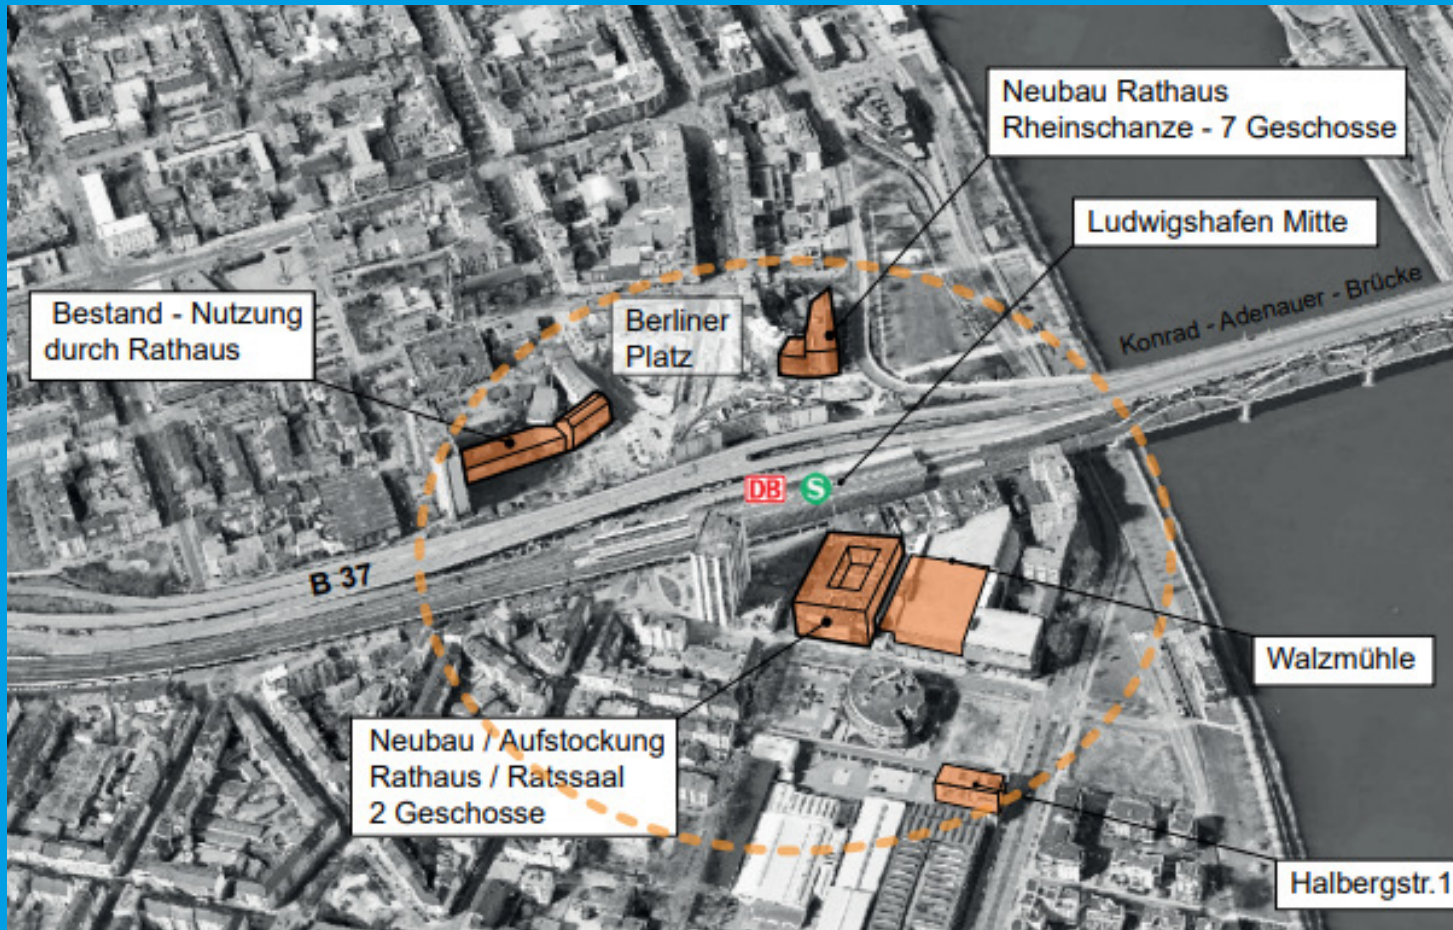 Neubau Rathaus
Rheinschanze - 7 Geschosse
Ludwigshafen Mitte
Konrad - Adenauer - Brücke
Bestand - Nutzung
durch Rathaus
Berliner
Platz
DB S
B 37
Walzmühle
Neubau / Aufstockung
Rathaus / Ratssaal
2 Geschosse
Halbergstr.1